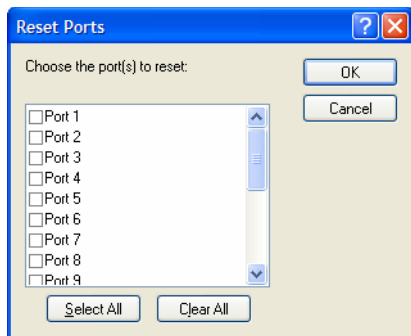 Reset Ports
Choose the port(s) to reset:
OK
Cancel
Port 1
Port 2
Port 3
Port 4
Port 5
Port 6
Port 7
Port 8
Port 9
Select All
Clear All